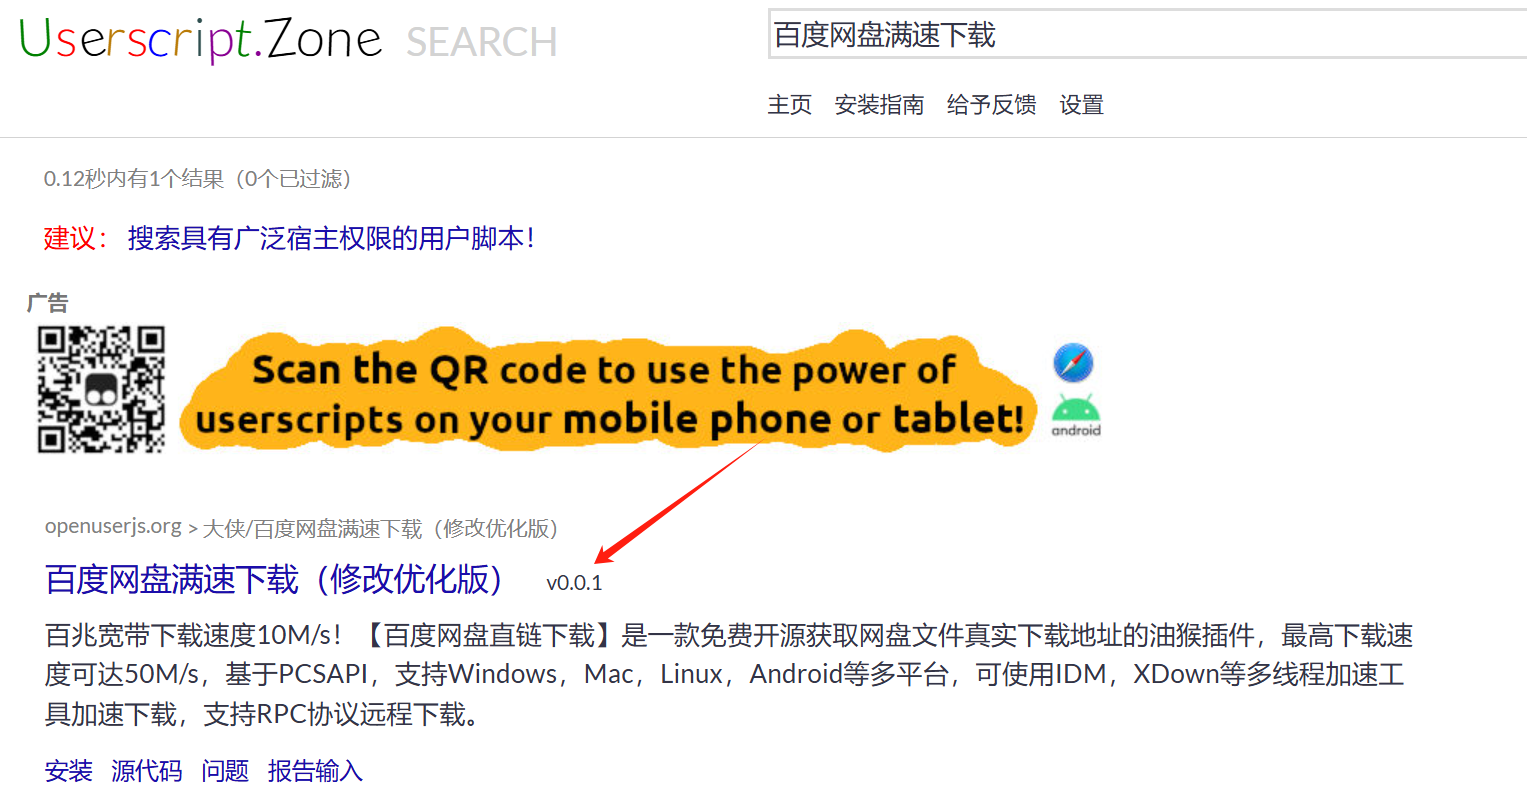 Userscript.Zone SEARCH
百度网盘满速下载
主页 安装指南 给予反馈 设置
0.12秒内有1个结果（0个已过滤）
建议： 搜索具有广泛宿主权限的用户脚本！
广告
Scan the QR code to use the power of
userscripts on your mobile phone or tablet!
android
openuserjs.org > 大侠/百度网盘满速下载（修改优化版）
百度网盘满速下载（修改优化版） v0.0.1
百兆宽带下载速度10M/s！【百度网盘直链下载】是一款免费开源获取网盘文件真实下载地址的油猴插件，最高下载速
度可达50M/s，基于PCSAPI，支持Windows，Mac，Linux，Android等多平台，可使用IDM，XDown等多线程加速工
具加速下载，支持RPC协议远程下载。
安装 源代码 问题 报告输入